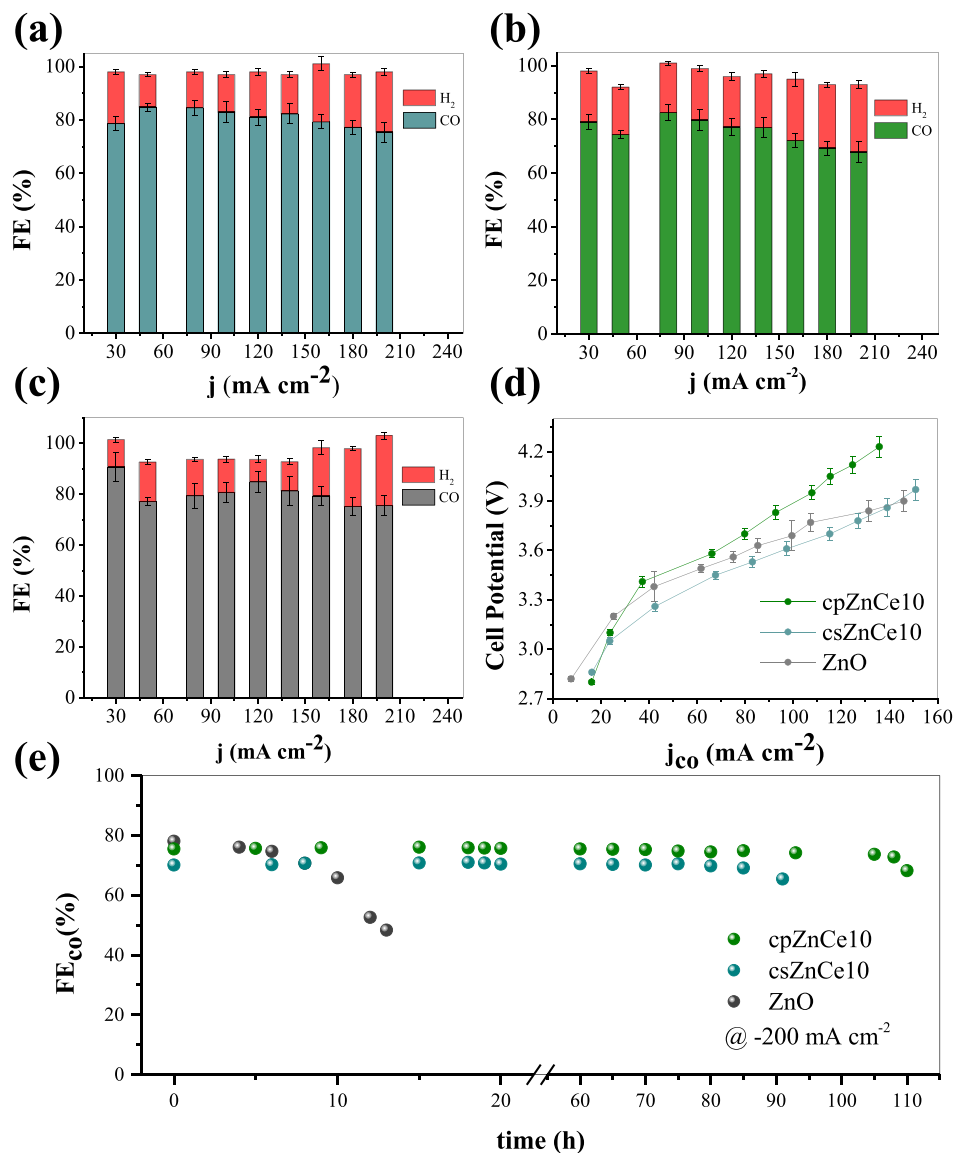 (a)
FE (%)
100
80
60
40
20
0
H₂
CO
30 60 90 120 150 180 210 240
j (mA cm⁻²)
(b)
FE (%)
100
80
60
40
20
0
H₂
CO
30 60 90 120 150 180 210 240
j (mA cm⁻²)
(c)
FE (%)
100
80
60
40
20
0
H₂
CO
30 60 90 120 150 180 210 240
j (mA cm⁻²)
(d)
Cell Potential (V)
4.2
3.9
3.6
3.3
3.0
2.7
cpZnCe10
csZnCe10
ZnO
0 20 40 60 80 100 120 140 160
j_co (mA cm⁻²)
(e)
FE_co(%)
100
80
60
40
20
0
cpZnCe10
csZnCe10
ZnO
@ -200 mA cm⁻²
0 10 20 60 70 80 90 100 110
time (h)